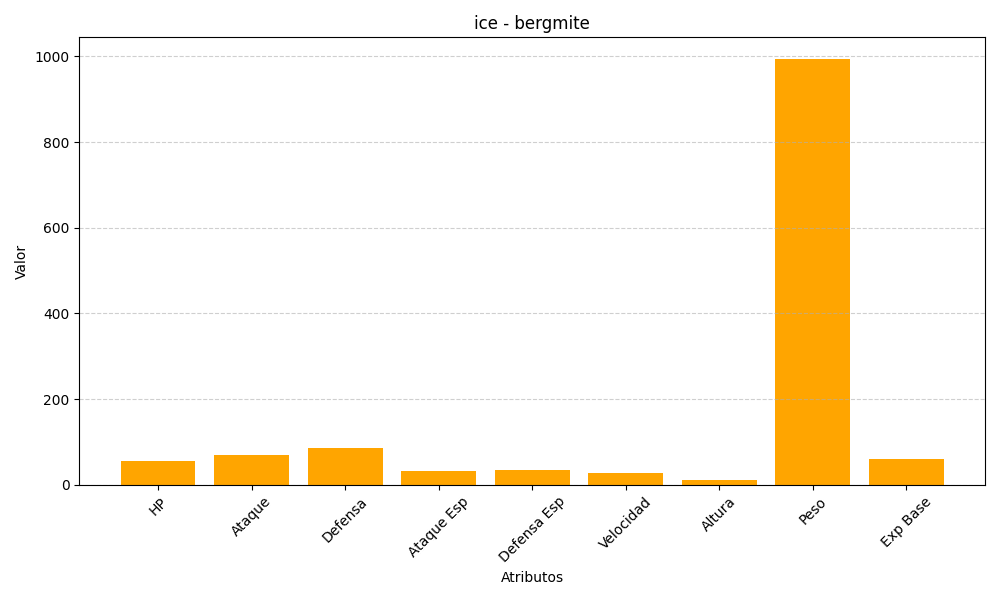 ice - bergmite
1000
800
600
400
200
0
Valor
HP
Ataque
Defensa
Ataque Esp
Defensa Esp
Velocidad
Altura
Peso
Exp Base
Atributos